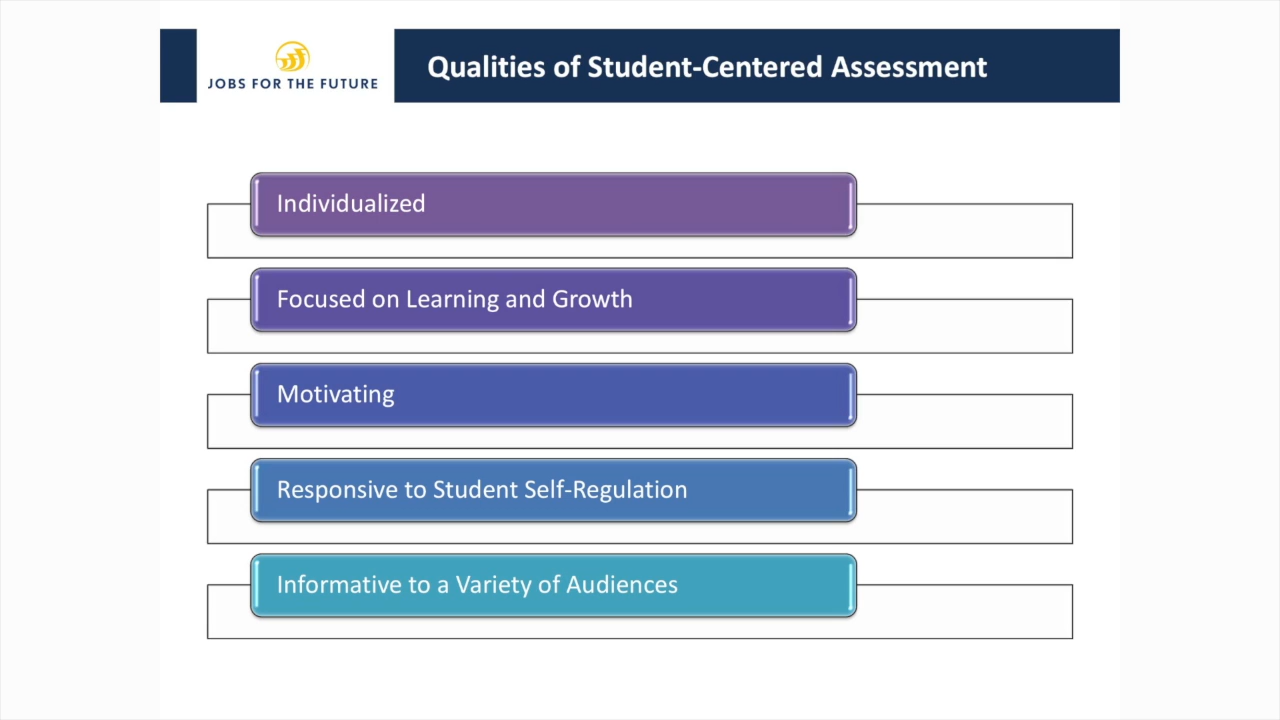 JOBS FOR THE FUTURE
Qualities of Student-Centered Assessment
Individualized
Focused on Learning and Growth
Motivating
Responsive to Student Self-Regulation
Informative to a Variety of Audiences